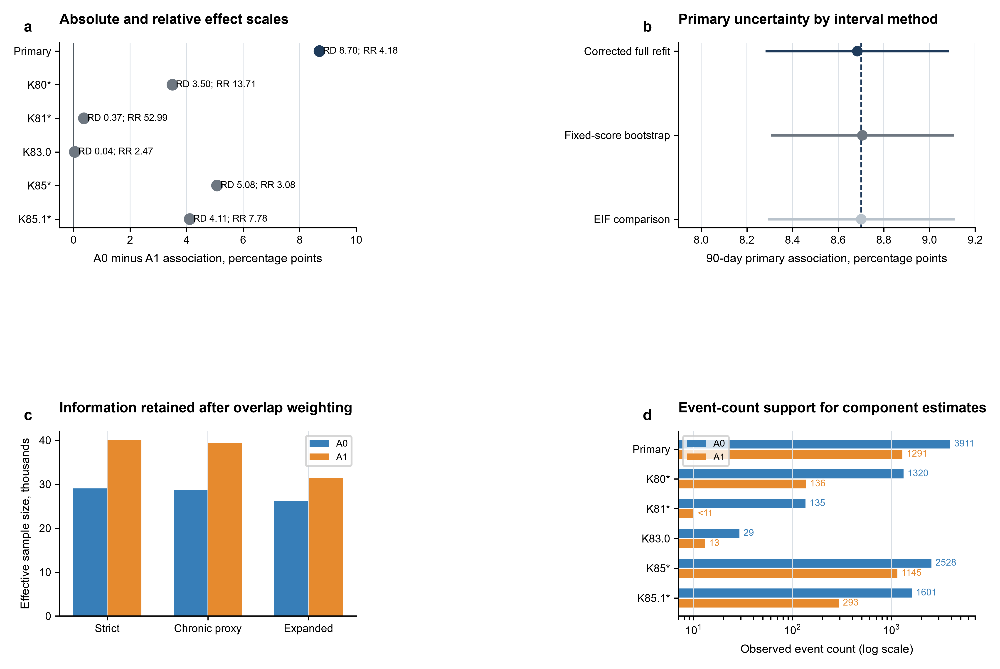 a
Absolute and relative effect scales
Primary
RD 8.70; RR 4.18
K80*
RD 3.50; RR 13.71
K81*
RD 0.37; RR 52.99
K83.0
RD 0.04; RR 2.47
K85*
RD 5.08; RR 3.08
K85.1*
RD 4.11; RR 7.78
0 2 4 6 8 10
A0 minus A1 association, percentage points
b
Primary uncertainty by interval method
Corrected full refit
Fixed-score bootstrap
EIF comparison
8.0 8.2 8.4 8.6 8.8 9.0 9.2
90-day primary association, percentage points
c
Information retained after overlap weighting
Effective sample size, thousands
40
30
20
10
0
A0
A1
Strict Chronic proxy Expanded
d
Event-count support for component estimates
A0
A1
Primary
3911
1291
K80*
1320
136
K81*
135
<11
K83.0
29
13
K85*
2528
1145
K85.1*
1601
293
10¹ 10² 10³
Observed event count (log scale)